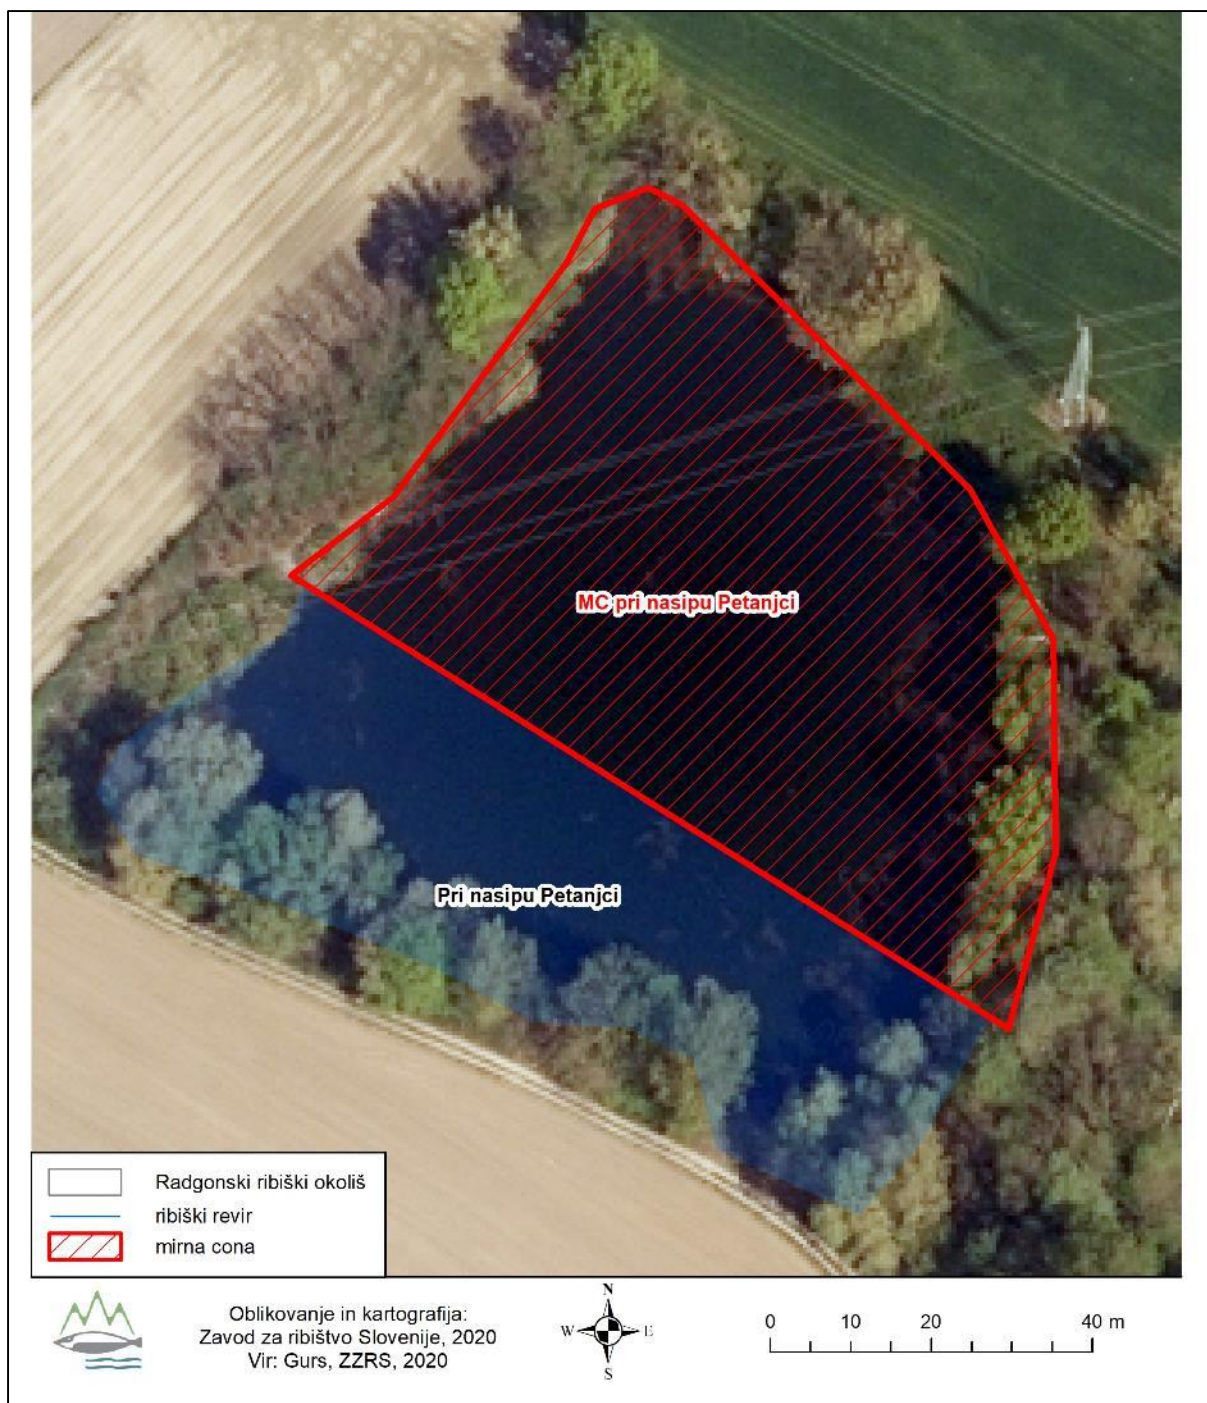 MC pri nasipu Petanjci
Pri nasipu Petanjci
Radgonski ribiški okoliš
ribiški revir
mirna cona
Oblikovanje in kartografija:
Zavod za ribištvo Slovenije, 2020
Vir: Gurs, ZZRS, 2020
N
W E
S
0 10 20 40 m